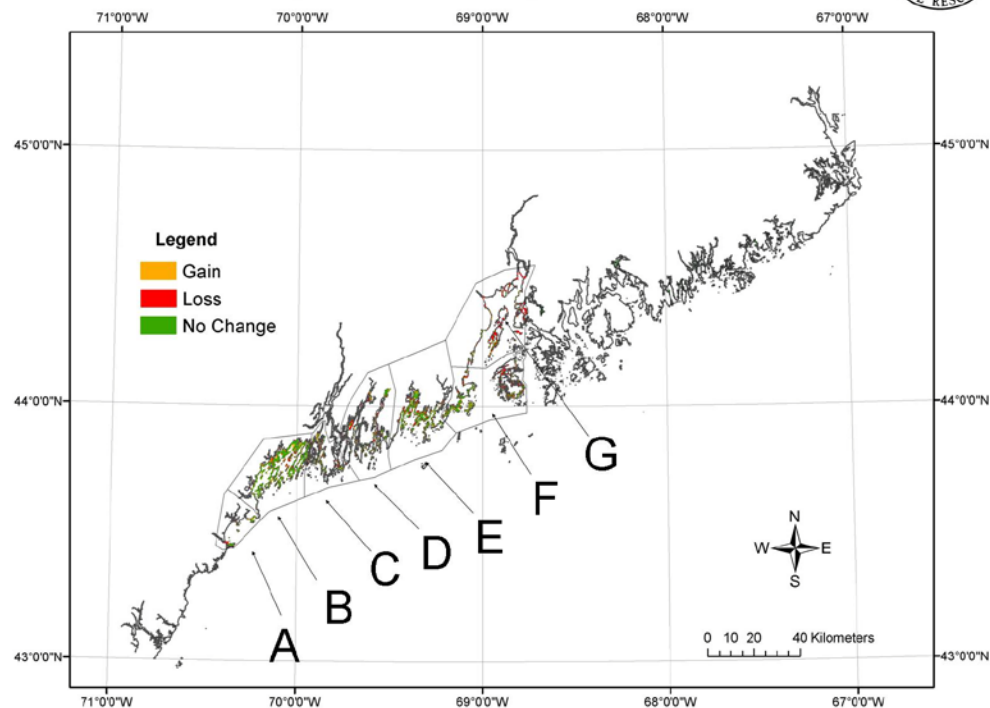 E RESC
71°0'0"W 70°0'0"W 69°0'0"W 68°0'0"W 67°0'0"W
45°0'0"N 45°0'0"N
Legend
Gain
Loss
No Change
44°0'0"N 44°0'0"N
G
F
E
D
C
B
A
N
W E
S
0 10 20 40 Kilometers
43°0'0"N 43°0'0"N
71°0'0"W 70°0'0"W 69°0'0"W 68°0'0"W 67°0'0"W